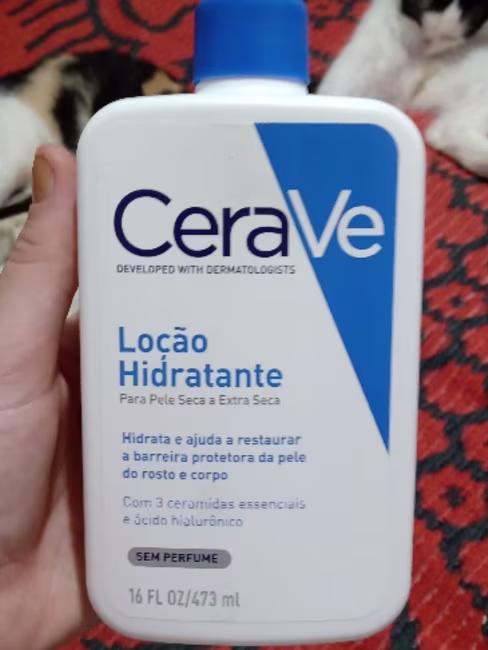 CeraVe
DEVELOPED WITH DERMATOLOGISTS
Loção
Hidratante
Para Pele Seca a Extra Seca
Hidrata e ajuda a restaurar
a barreira protetora da pele
do rosto e corpo
Com 3 ceramidas essenciais
e ácido hialurônico
SEM PERFUME
16 FL OZ/473 ml